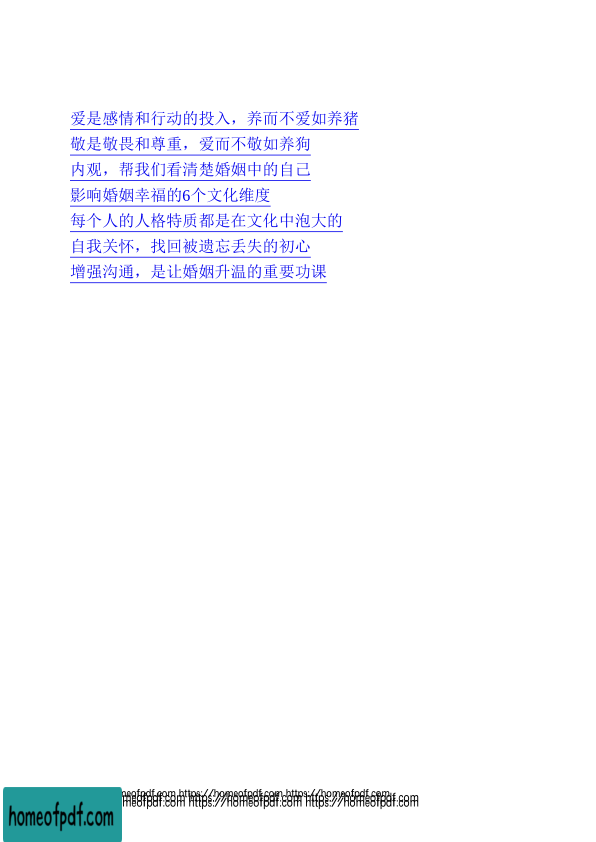 爱是感情和行动的投入，养而不爱如养猪
敬是敬畏和尊重，爱而不敬如养狗
内观，帮我们看清楚婚姻中的自己
影响婚姻幸福的6个文化维度
每个人的人格特质都是在文化中泡大的
自我关怀，找回被遗忘丢失的初心
增强沟通，是让婚姻升温的重要功课
homeofpdf.com https://homeofpdf.com https://homeofpdf.com
homeofpdf.com https://homeofpdf.com https://homeofpdf.com
homeofpdf.com